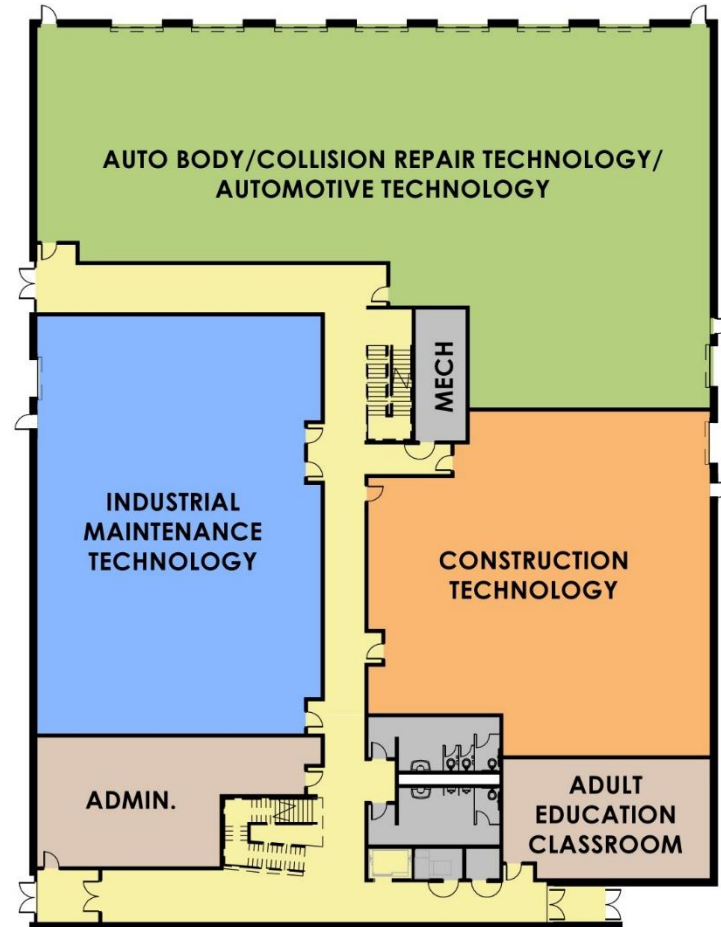 AUTO BODY/COLLISION REPAIR TECHNOLOGY/
AUTOMOTIVE TECHNOLOGY
MECH
INDUSTRIAL
MAINTENANCE
TECHNOLOGY
CONSTRUCTION
TECHNOLOGY
ADMIN.
ADULT
EDUCATION
CLASSROOM